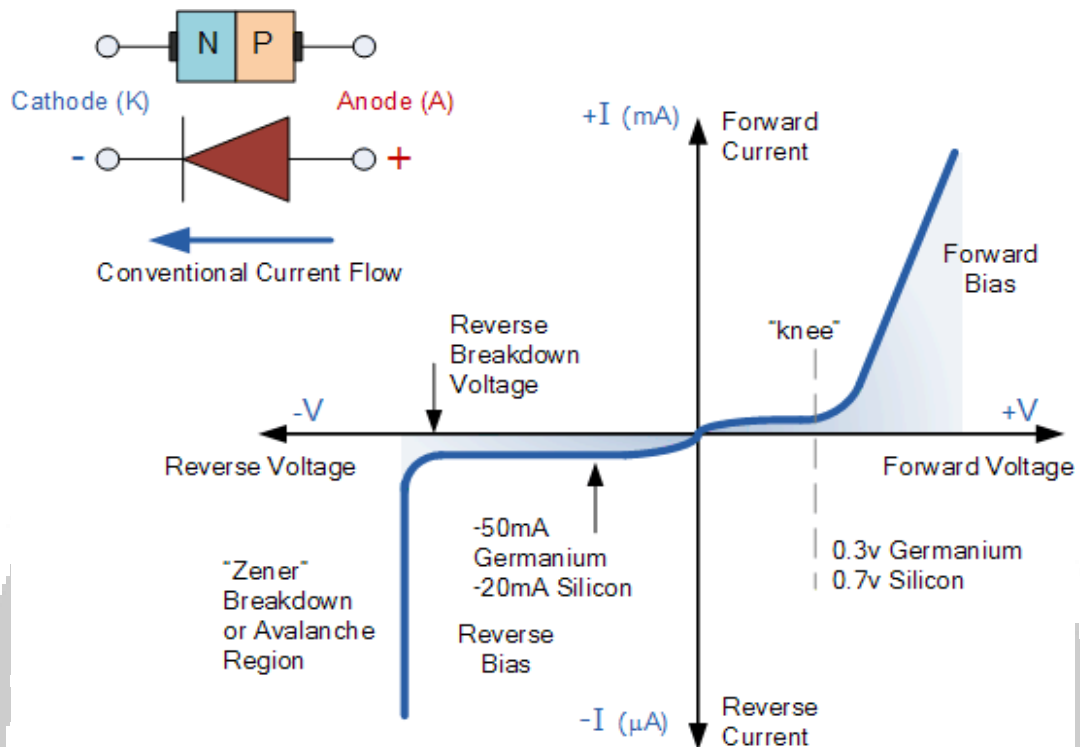 N P
Cathode (K)
Anode (A)
-
+
Conventional Current Flow
+I (mA)
Forward
Current
Forward
Bias
"knee"
Reverse
Breakdown
Voltage
-V
+V
Reverse Voltage
Forward Voltage
-50mA
Germanium
-20mA Silicon
0.3v Germanium
0.7v Silicon
"Zener"
Breakdown
or Avalanche
Region
Reverse
Bias
-I (µA)
Reverse
Current